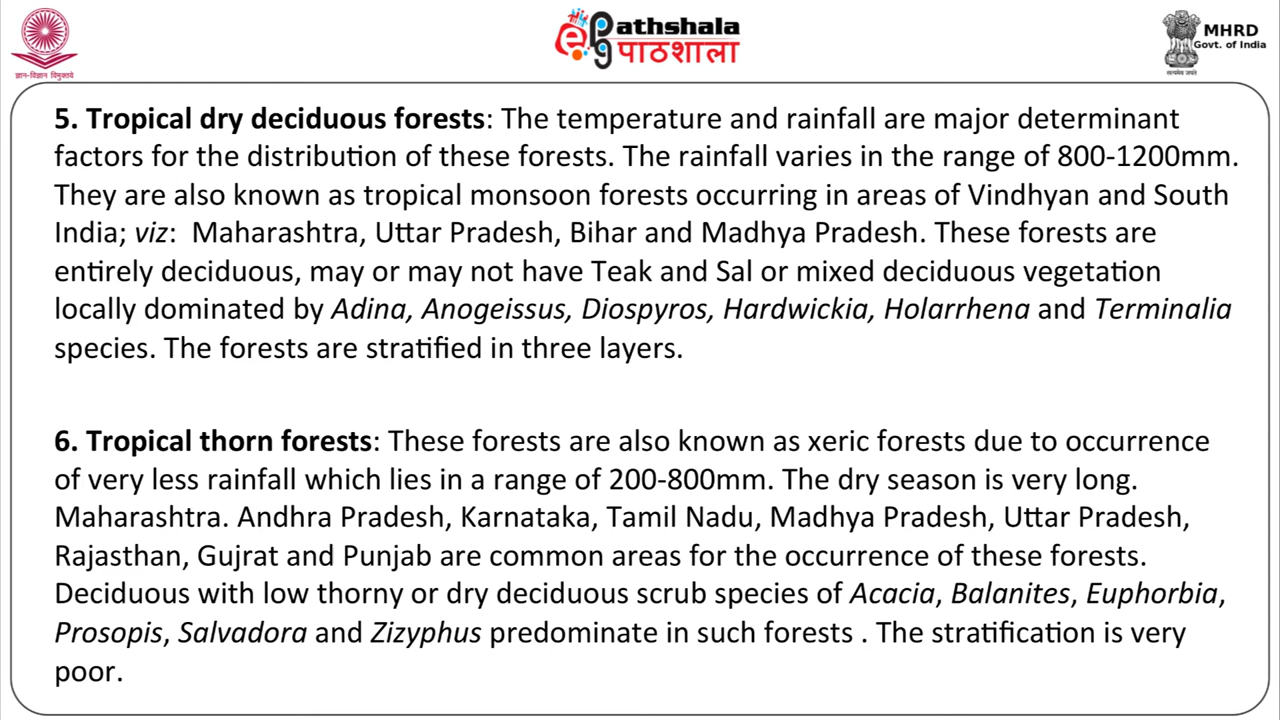 ज्ञान-विज्ञान विमुक्तये
ePathshala
पाठशाला
MHRD
Govt. of India
सत्यमेव जयते
5. Tropical dry deciduous forests: The temperature and rainfall are major determinant
factors for the distribution of these forests. The rainfall varies in the range of 800-1200mm.
They are also known as tropical monsoon forests occurring in areas of Vindhyan and South
India; viz:  Maharashtra, Uttar Pradesh, Bihar and Madhya Pradesh. These forests are
entirely deciduous, may or may not have Teak and Sal or mixed deciduous vegetation
locally dominated by Adina, Anogeissus, Diospyros, Hardwickia, Holarrhena and Terminalia
species. The forests are stratified in three layers.
6. Tropical thorn forests: These forests are also known as xeric forests due to occurrence
of very less rainfall which lies in a range of 200-800mm. The dry season is very long.
Maharashtra. Andhra Pradesh, Karnataka, Tamil Nadu, Madhya Pradesh, Uttar Pradesh,
Rajasthan, Gujrat and Punjab are common areas for the occurrence of these forests.
Deciduous with low thorny or dry deciduous scrub species of Acacia, Balanites, Euphorbia,
Prosopis, Salvadora and Zizyphus predominate in such forests . The stratification is very
poor.